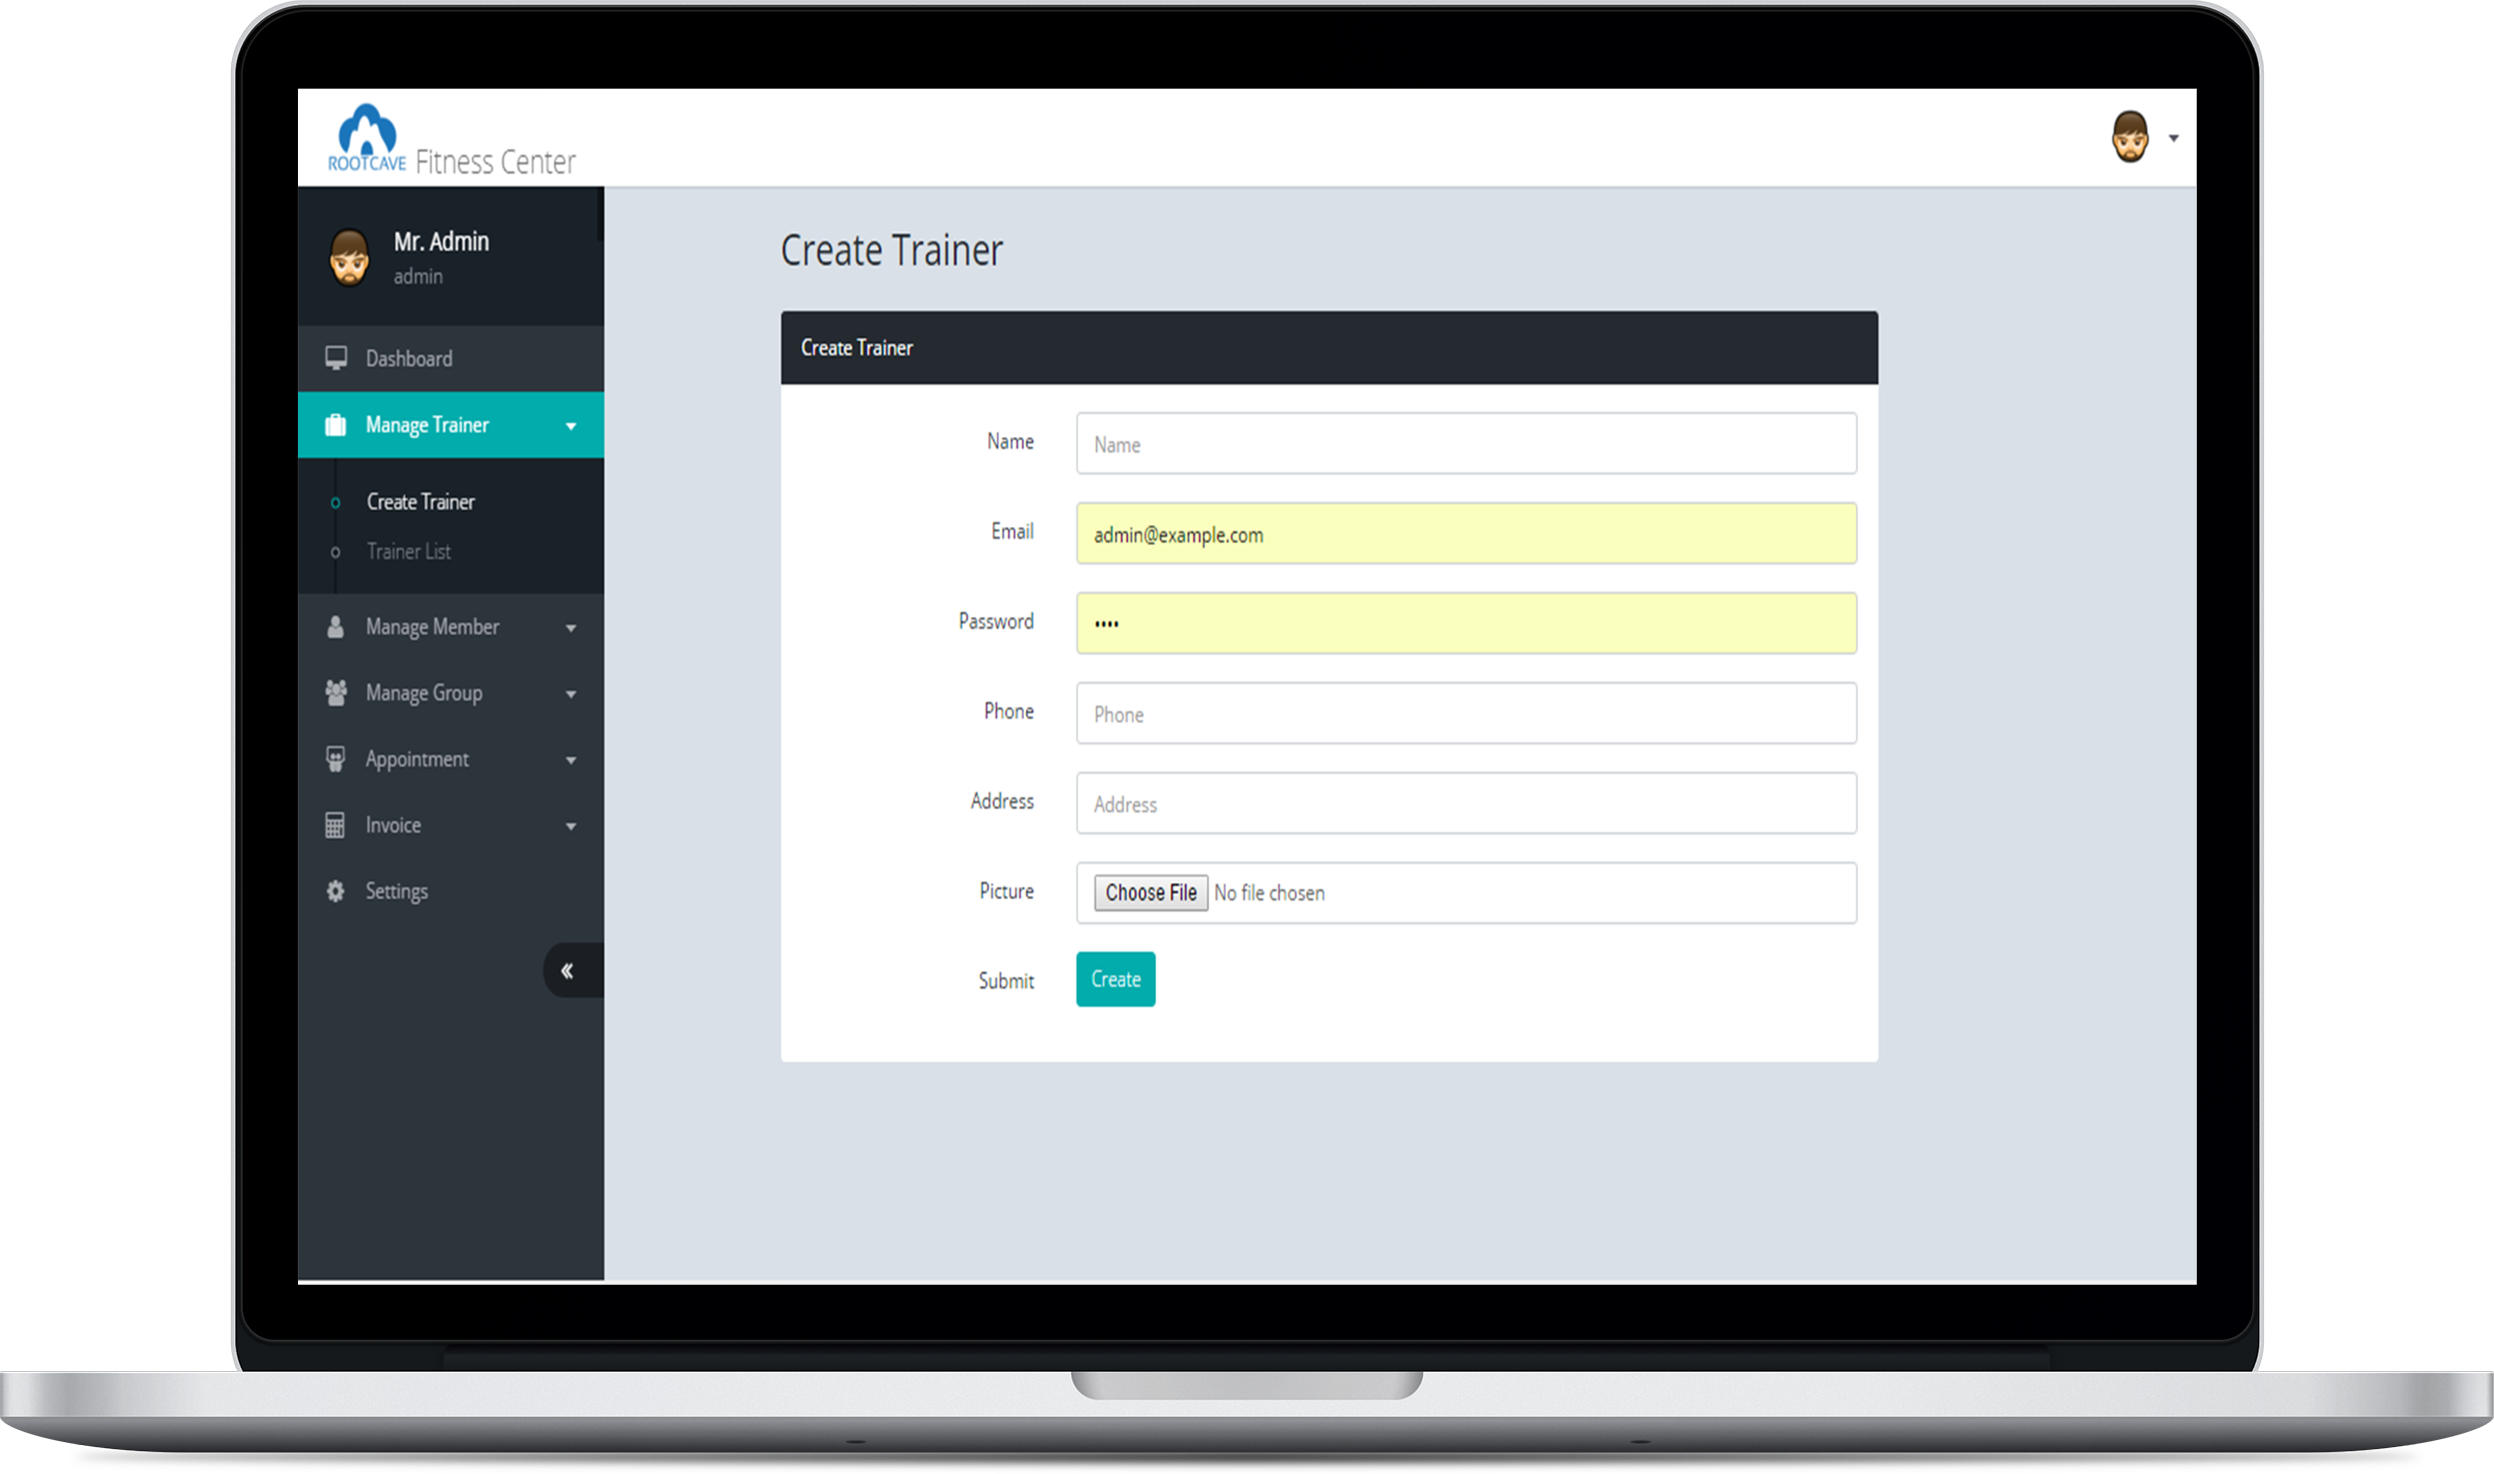 ROOTCAVE Fitness Center
Mr. Admin
admin
Dashboard
Manage Trainer
Create Trainer
Trainer List
Manage Member
Manage Group
Appointment
Invoice
Settings
Create Trainer
Create Trainer
Name Name
Email admin@example.com
Password ••••
Phone Phone
Address Address
Picture Choose File No file chosen
Submit Create